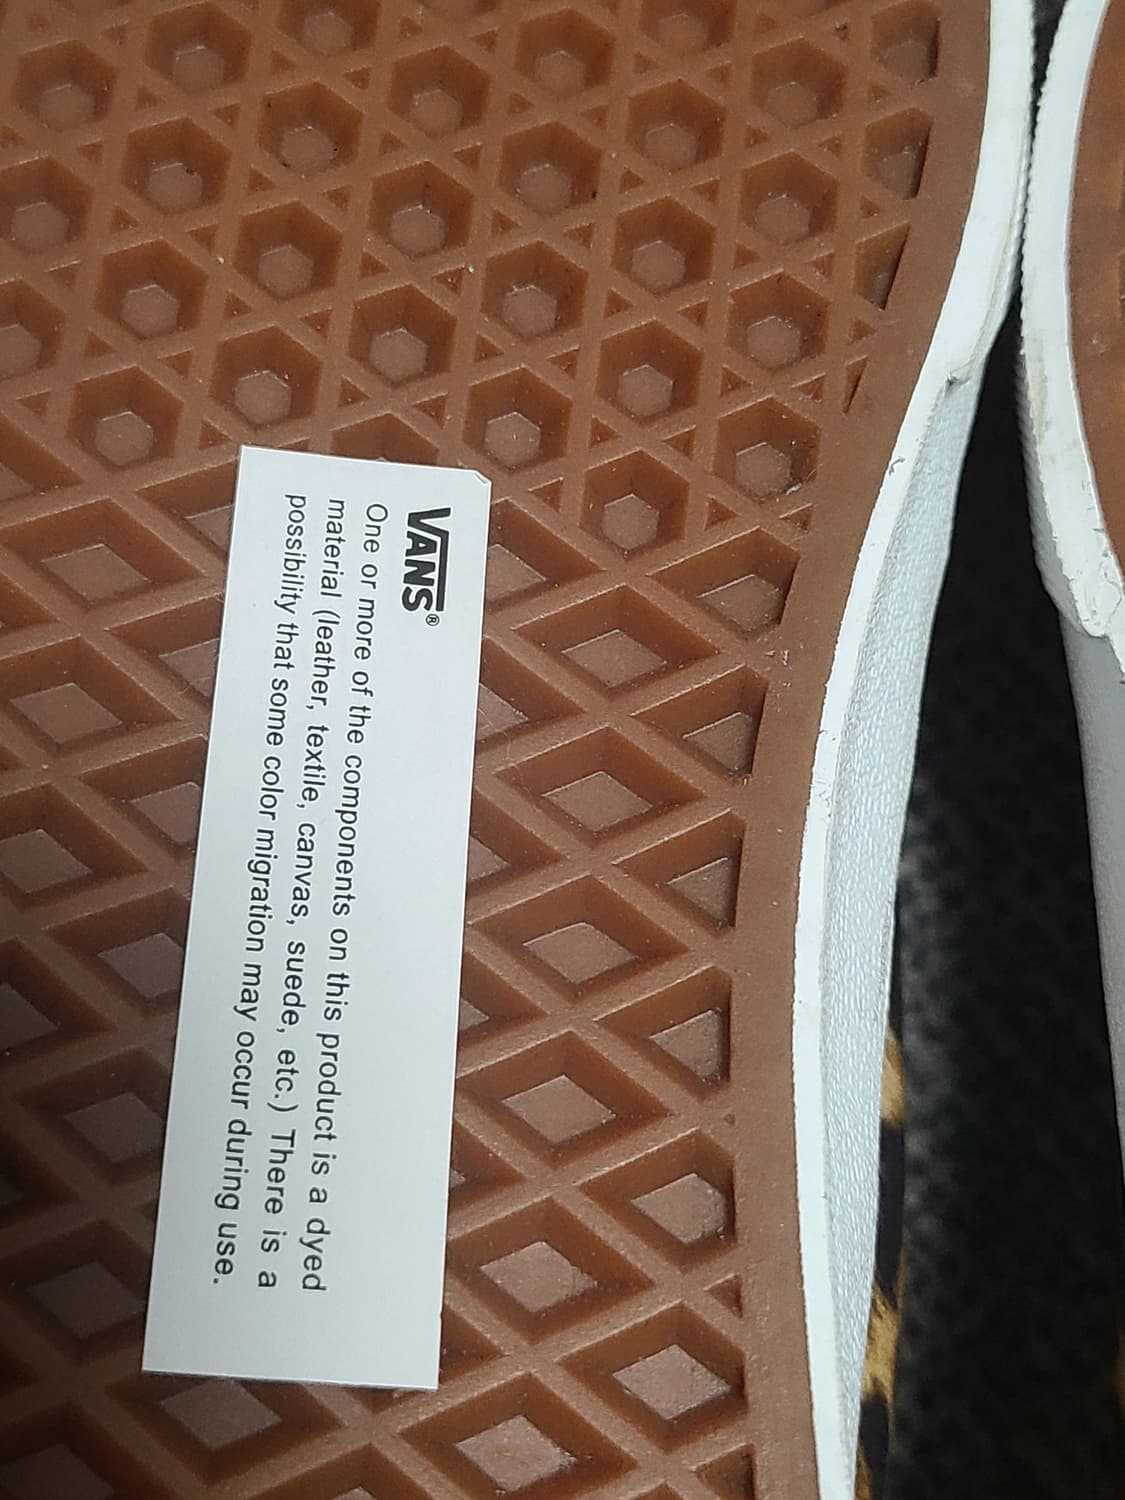 VANS®
One or more of the components on this product is a dyed
material (leather, textile, canvas, suede, etc.) There is a
possibility that some color migration may occur during use.